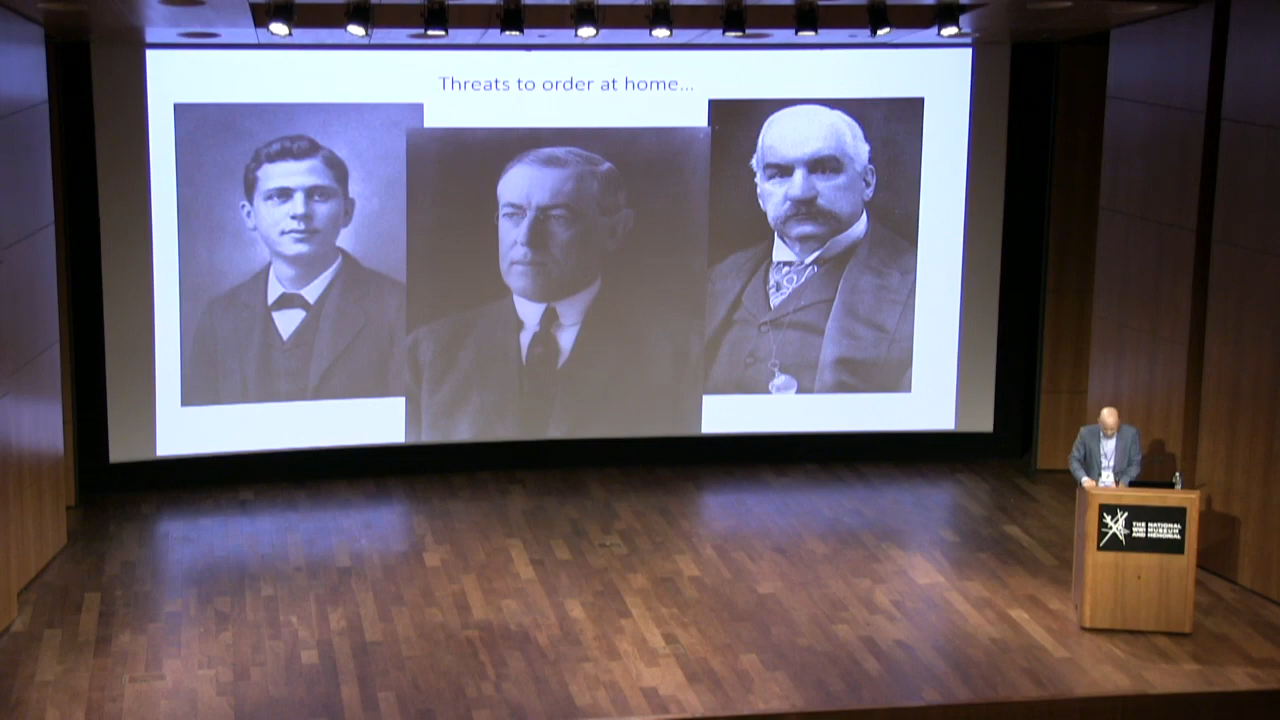 Threats to order at home...
THE NATIONAL
WWI MUSEUM
AND MEMORIAL